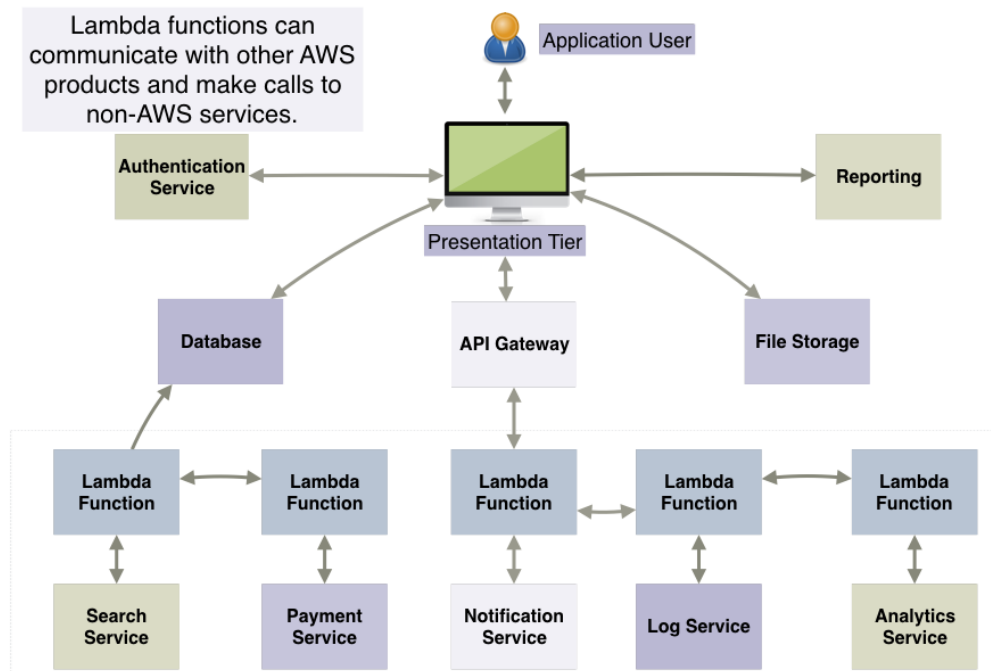 Lambda functions can
communicate with other AWS
products and make calls to
non-AWS services.
Application User
Authentication
Service
Reporting
Presentation Tier
Database
API Gateway
File Storage
Lambda
Function
Lambda
Function
Lambda
Function
Lambda
Function
Lambda
Function
Search
Service
Payment
Service
Notification
Service
Log Service
Analytics
Service